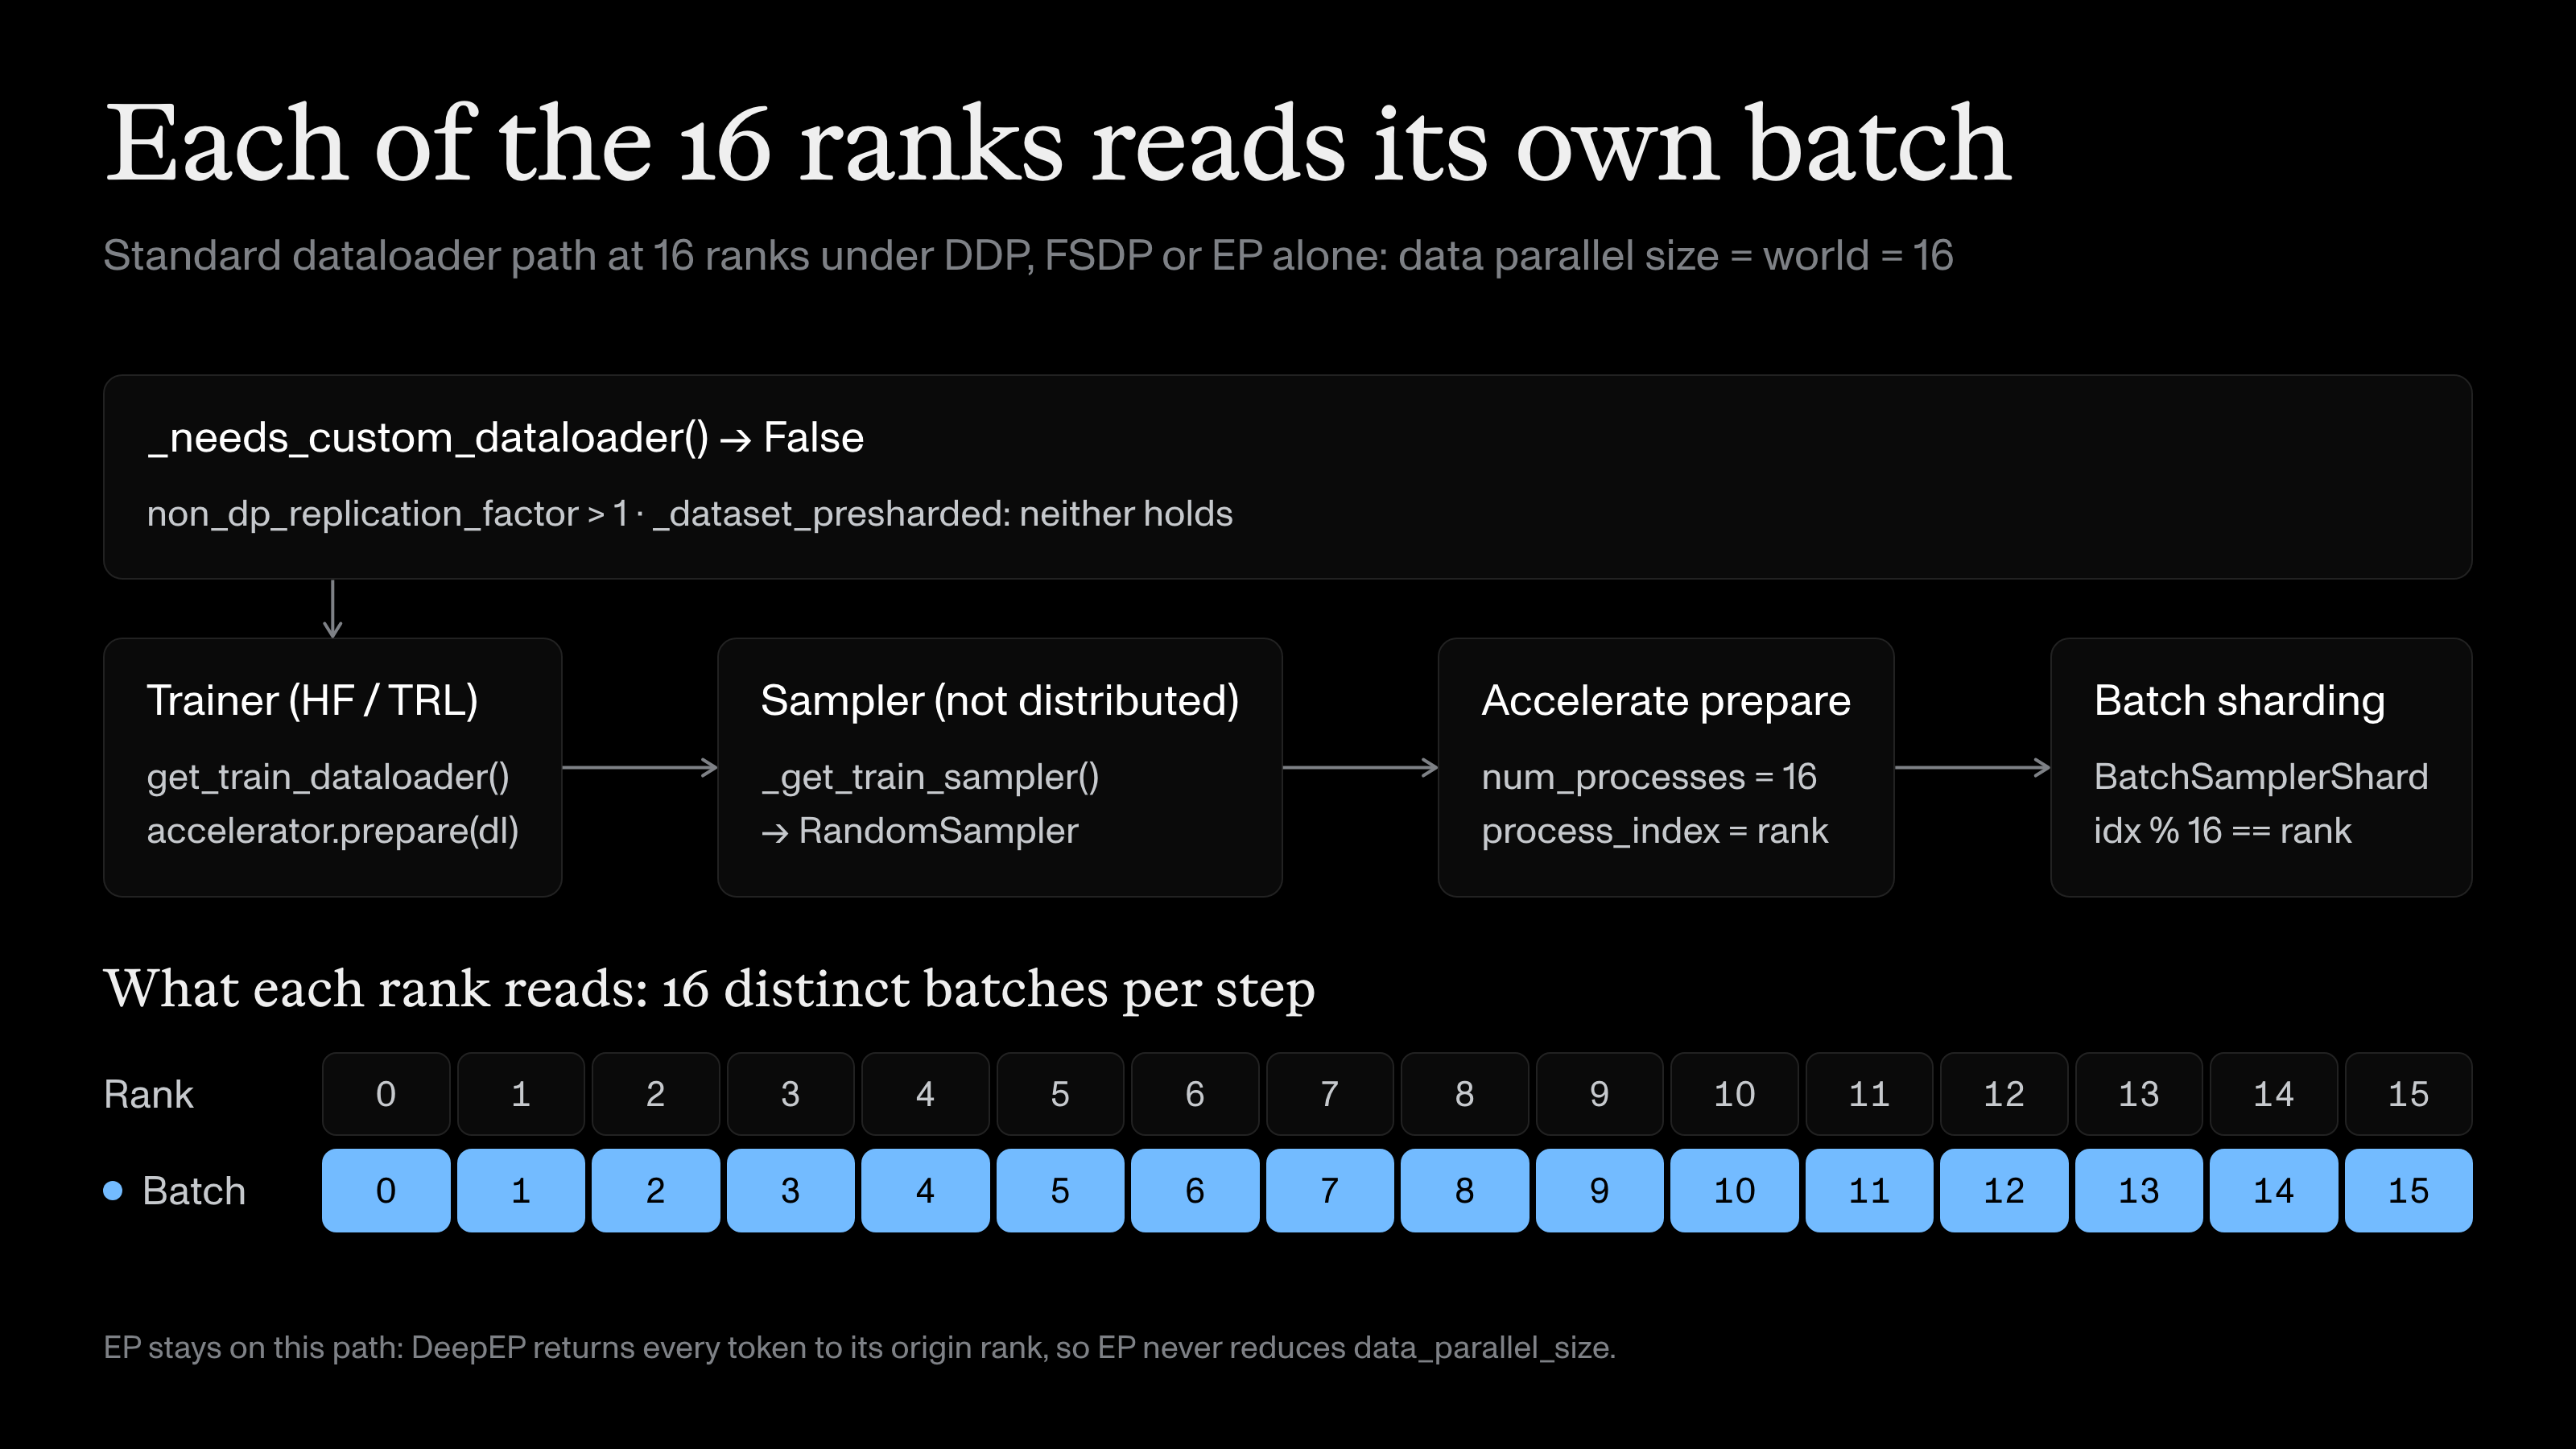 Each of the 16 ranks reads its own batch
Standard dataloader path at 16 ranks under DDP, FSDP or EP alone: data parallel size = world = 16
_needs_custom_dataloader() → False
non_dp_replication_factor > 1 · _dataset_presharded: neither holds
Trainer (HF / TRL)
get_train_dataloader()
accelerator.prepare(dl)
Sampler (not distributed)
_get_train_sampler()
→ RandomSampler
Accelerate prepare
num_processes = 16
process_index = rank
Batch sharding
BatchSamplerShard
idx % 16 == rank
What each rank reads: 16 distinct batches per step
Rank 0 1 2 3 4 5 6 7 8 9 10 11 12 13 14 15
Batch 0 1 2 3 4 5 6 7 8 9 10 11 12 13 14 15
EP stays on this path: DeepEP returns every token to its origin rank, so EP never reduces data_parallel_size.